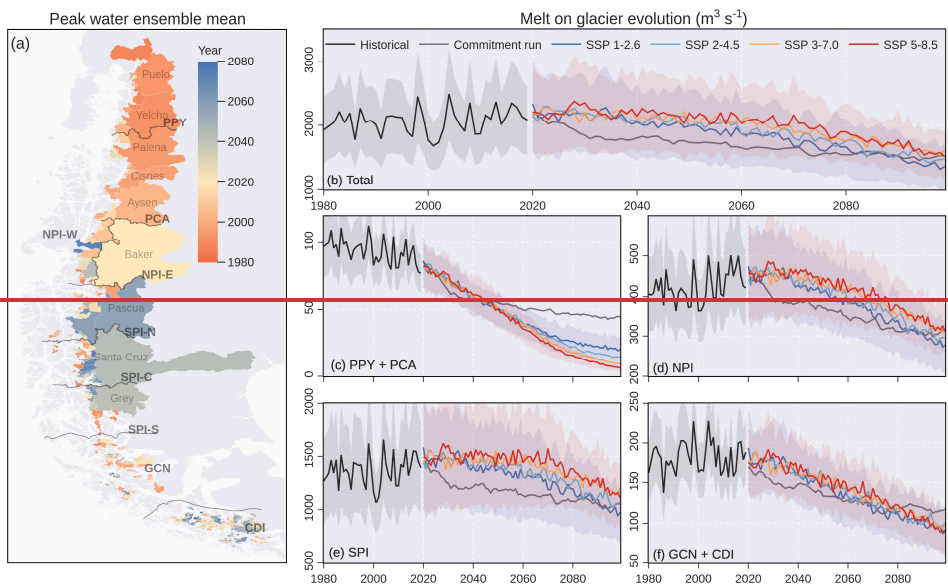 Peak water ensemble mean
Melt on glacier evolution (m³ s⁻¹)
(a)
Year
2080
2060
2040
2020
2000
1980
Puelo
Yelcho
PPY
Palena
Cisnes
Aysen
PCA
NPI-W
Baker
NPI-E
Pascua
SPI-N
Santa Cruz
SPI-C
Grey
SPI-S
GCN
CDI
Historical Commitment run SSP 1-2.6 SSP 2-4.5 SSP 3-7.0 SSP 5-8.5
3000
2000
1000
(b) Total
1980 2000 2020 2040 2060 2080
100
50
0
(c) PPY + PCA
500
400
300
200
(d) NPI
2000
1500
1000
500
(e) SPI
1980 2000 2020 2040 2060 2080
250
200
150
100
50
(f) GCN + CDI
1980 2000 2020 2040 2060 2080